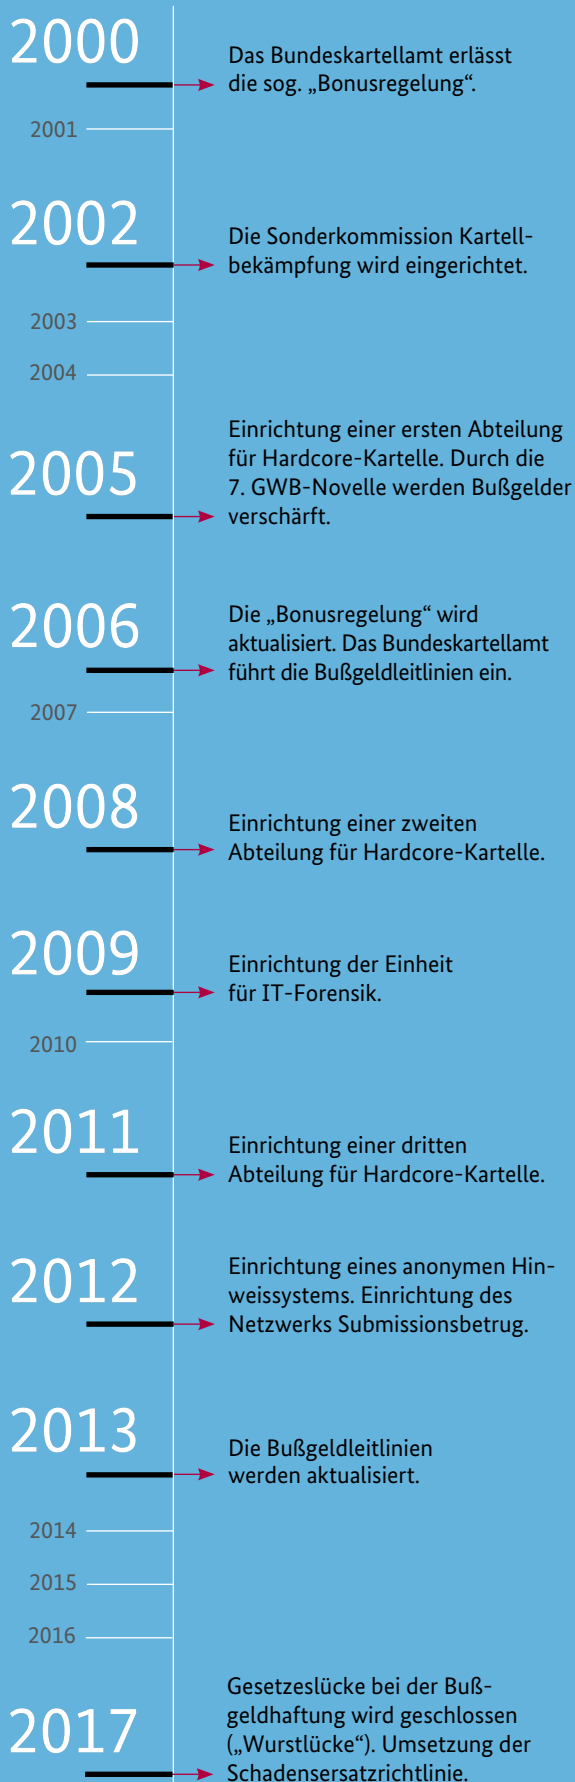 2000
Das Bundeskartellamt erlässt
die sog. „Bonusregelung“.
2001
2002
Die Sonderkommission Kartell-
bekämpfung wird eingerichtet.
2003
2004
2005
Einrichtung einer ersten Abteilung
für Hardcore-Kartelle. Durch die
7. GWB-Novelle werden Bußgelder
verschärft.
2006
Die „Bonusregelung“ wird
aktualisiert. Das Bundeskartellamt
führt die Bußgeldleitlinien ein.
2007
2008
Einrichtung einer zweiten
Abteilung für Hardcore-Kartelle.
2009
Einrichtung der Einheit
für IT-Forensik.
2010
2011
Einrichtung einer dritten
Abteilung für Hardcore-Kartelle.
2012
Einrichtung eines anonymen Hin-
weissystems. Einrichtung des
Netzwerks Submissionsbetrug.
2013
Die Bußgeldleitlinien
werden aktualisiert.
2014
2015
2016
2017
Gesetzeslücke bei der Buß-
geldhaftung wird geschlossen
(„Wurstlücke“). Umsetzung der
Schadensersatzrichtlinie.